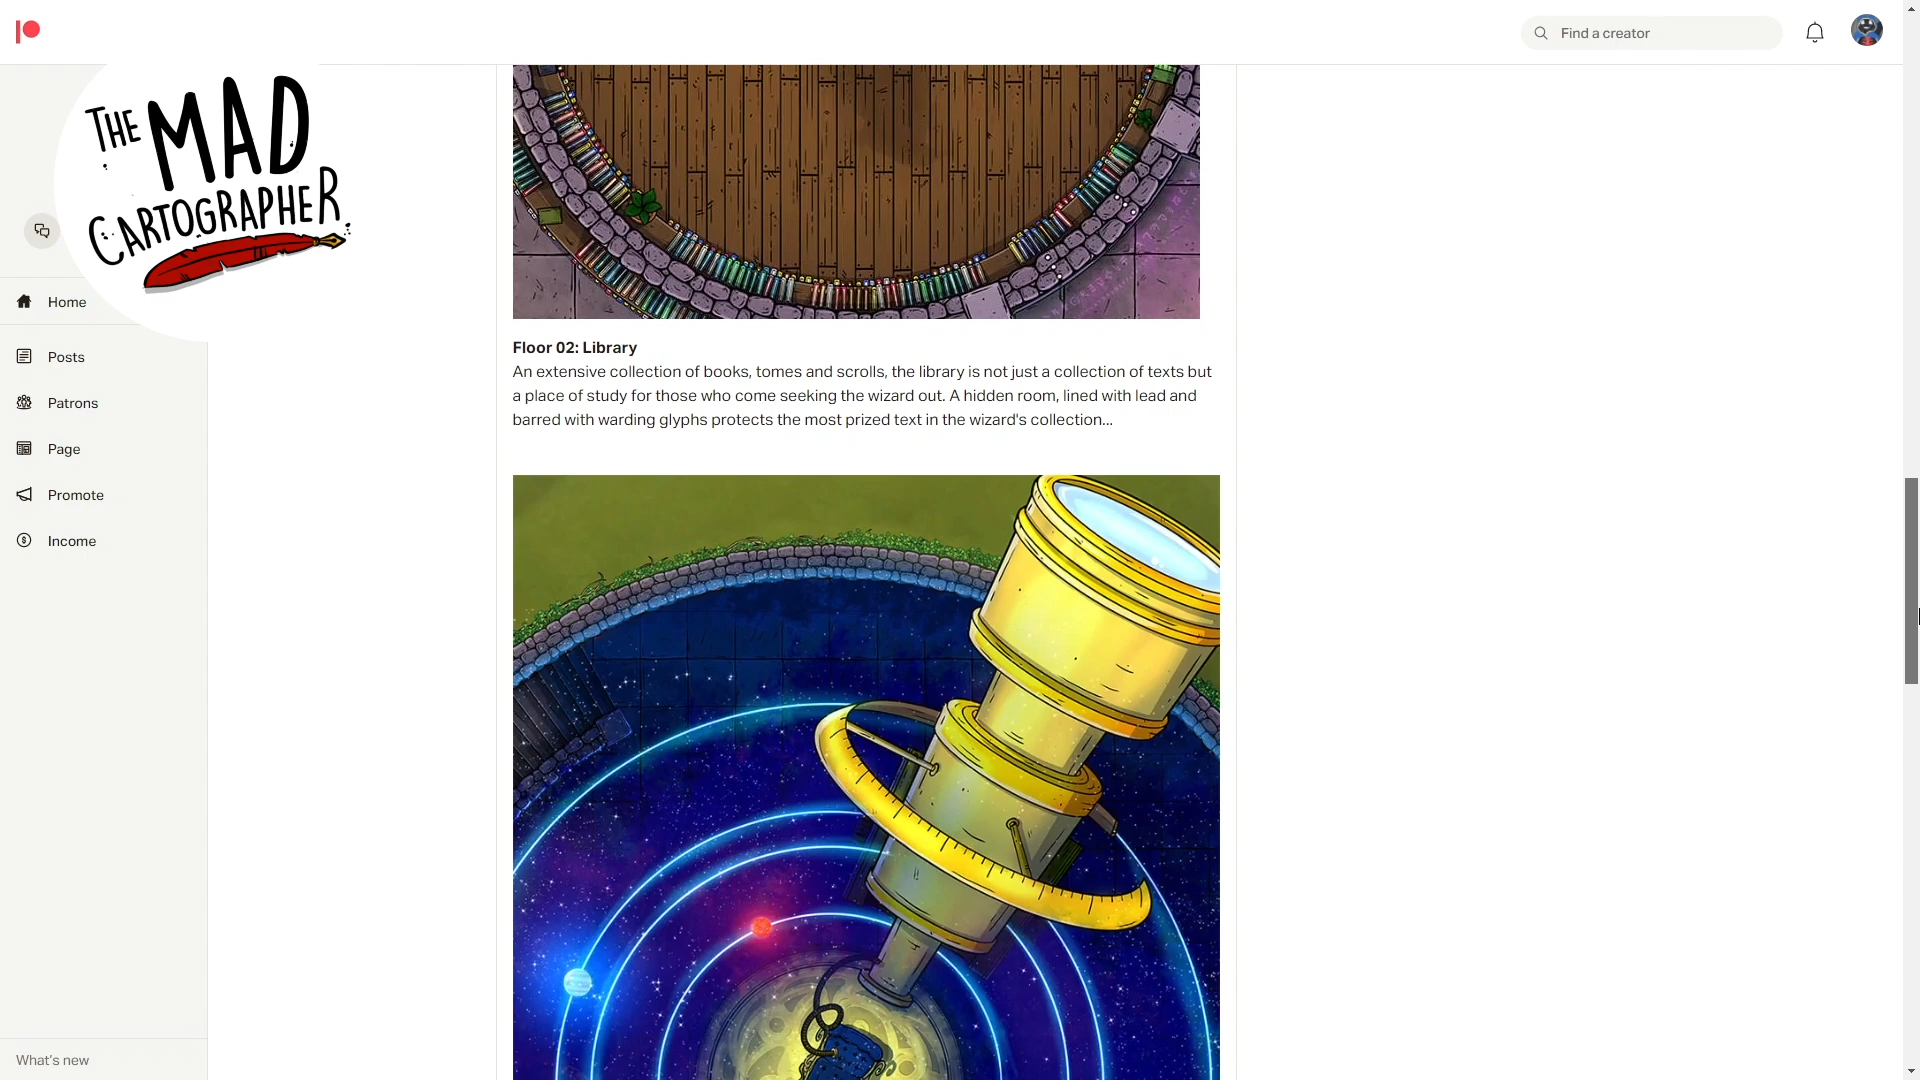 Find a creator
THE
MAD
CARTOGRAPHER
Home
Posts
Patrons
Page
Promote
Income
What's new
Floor 02: Library
An extensive collection of books, tomes and scrolls, the library is not just a collection of texts but
a place of study for those who come seeking the wizard out. A hidden room, lined with lead and
barred with warding glyphs protects the most prized text in the wizard's collection...